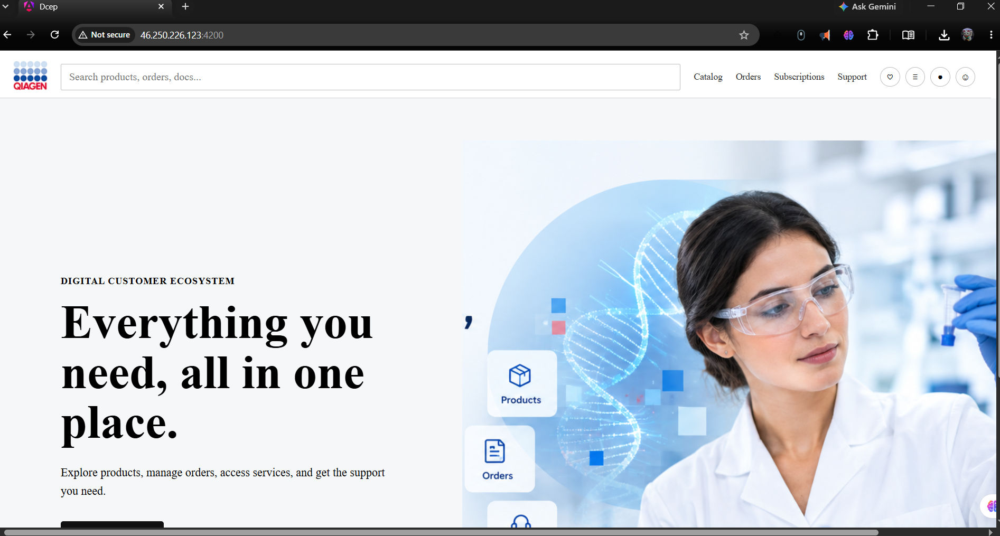 Dcep
Ask Gemini
Not secure
46.250.226.123:4200
QIAGEN
Search products, orders, docs...
Catalog
Orders
Subscriptions
Support
DIGITAL CUSTOMER ECOSYSTEM
Everything you
need, all in one
place.
Explore products, manage orders, access services, and get the support
you need.
,
Products
Orders